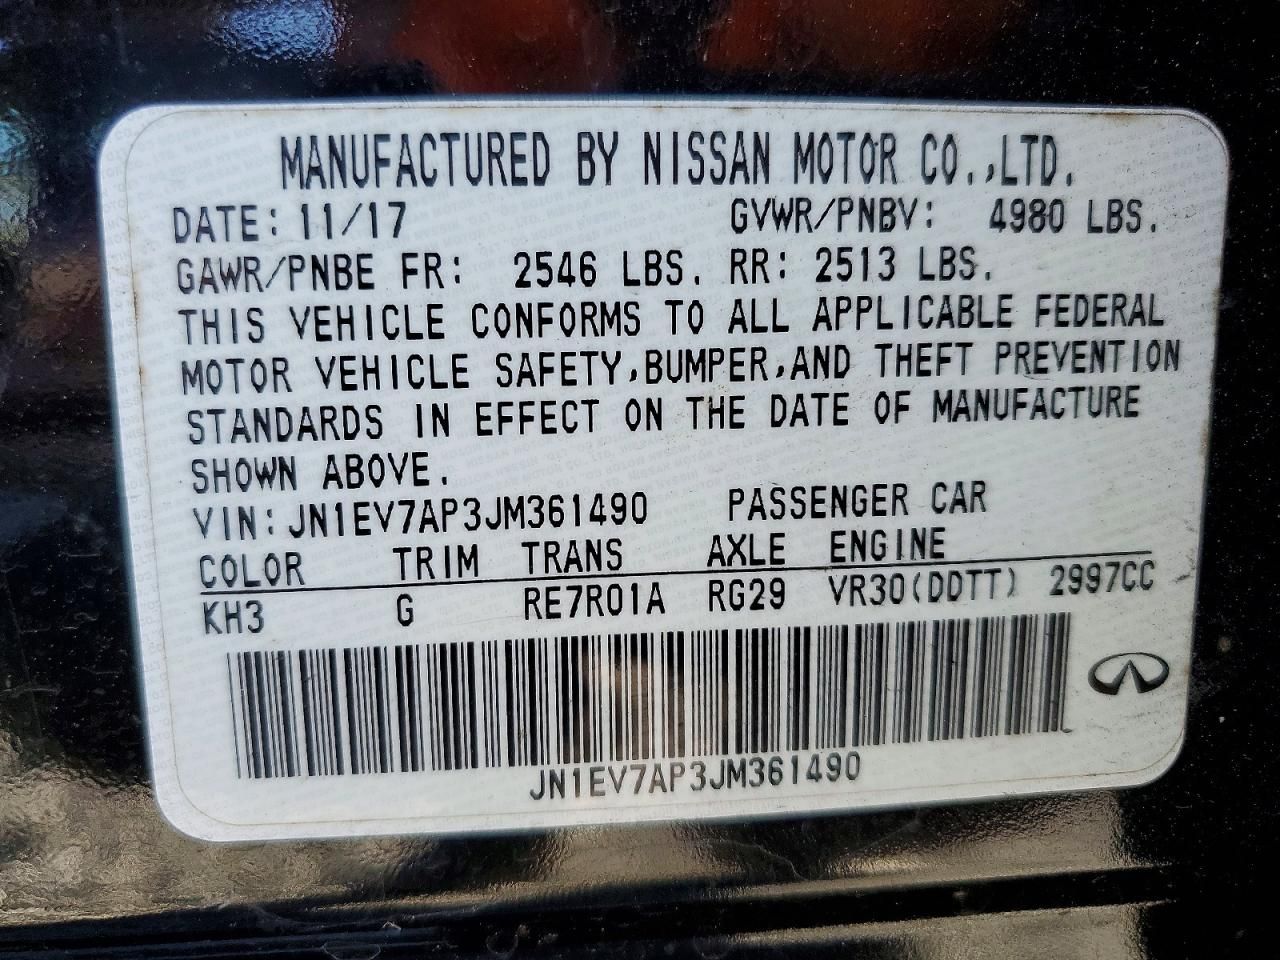 MANUFACTURED BY NISSAN MOTOR CO.,LTD.
DATE: 11/17 GVWR/PNBV: 4980 LBS.
GAWR/PNBE FR: 2546 LBS. RR: 2513 LBS.
THIS VEHICLE CONFORMS TO ALL APPLICABLE FEDERAL
MOTOR VEHICLE SAFETY,BUMPER,AND THEFT PREVENTION
STANDARDS IN EFFECT ON THE DATE OF MANUFACTURE
SHOWN ABOVE.
VIN:JN1EV7AP3JM361490 PASSENGER CAR
COLOR TRIM TRANS AXLE ENGINE
KH3 G RE7R01A RG29 VR30(DDTT) 2997CC
JN1EV7AP3JM361490